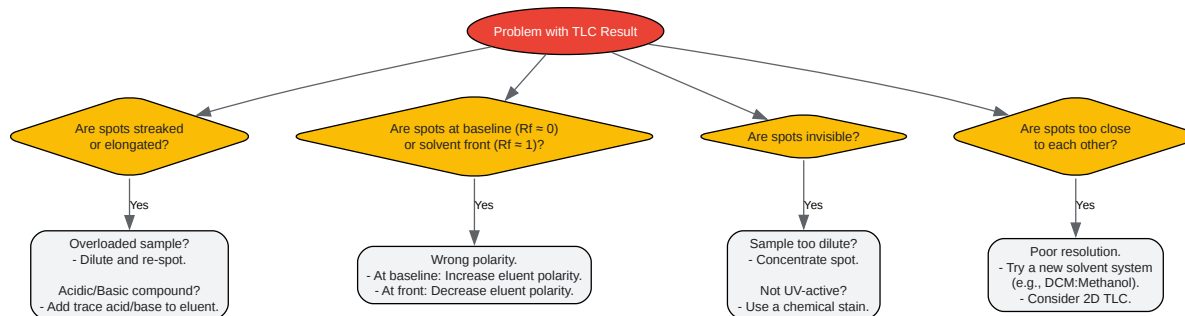 Problem with TLC Result
Are spots streaked
or elongated?
Are spots at baseline (Rf ≈ 0)
or solvent front (Rf ≈ 1)?
Are spots invisible?
Are spots too close
to each other?
Yes
Yes
Yes
Yes
Overloaded sample?
- Dilute and re-spot.
Acidic/Basic compound?
- Add trace acid/base to eluent.
Wrong polarity.
- At baseline: Increase eluent polarity.
- At front: Decrease eluent polarity.
Sample too dilute?
- Concentrate spot.
Not UV-active?
- Use a chemical stain.
Poor resolution.
- Try a new solvent system
(e.g., DCM:Methanol).
- Consider 2D TLC.